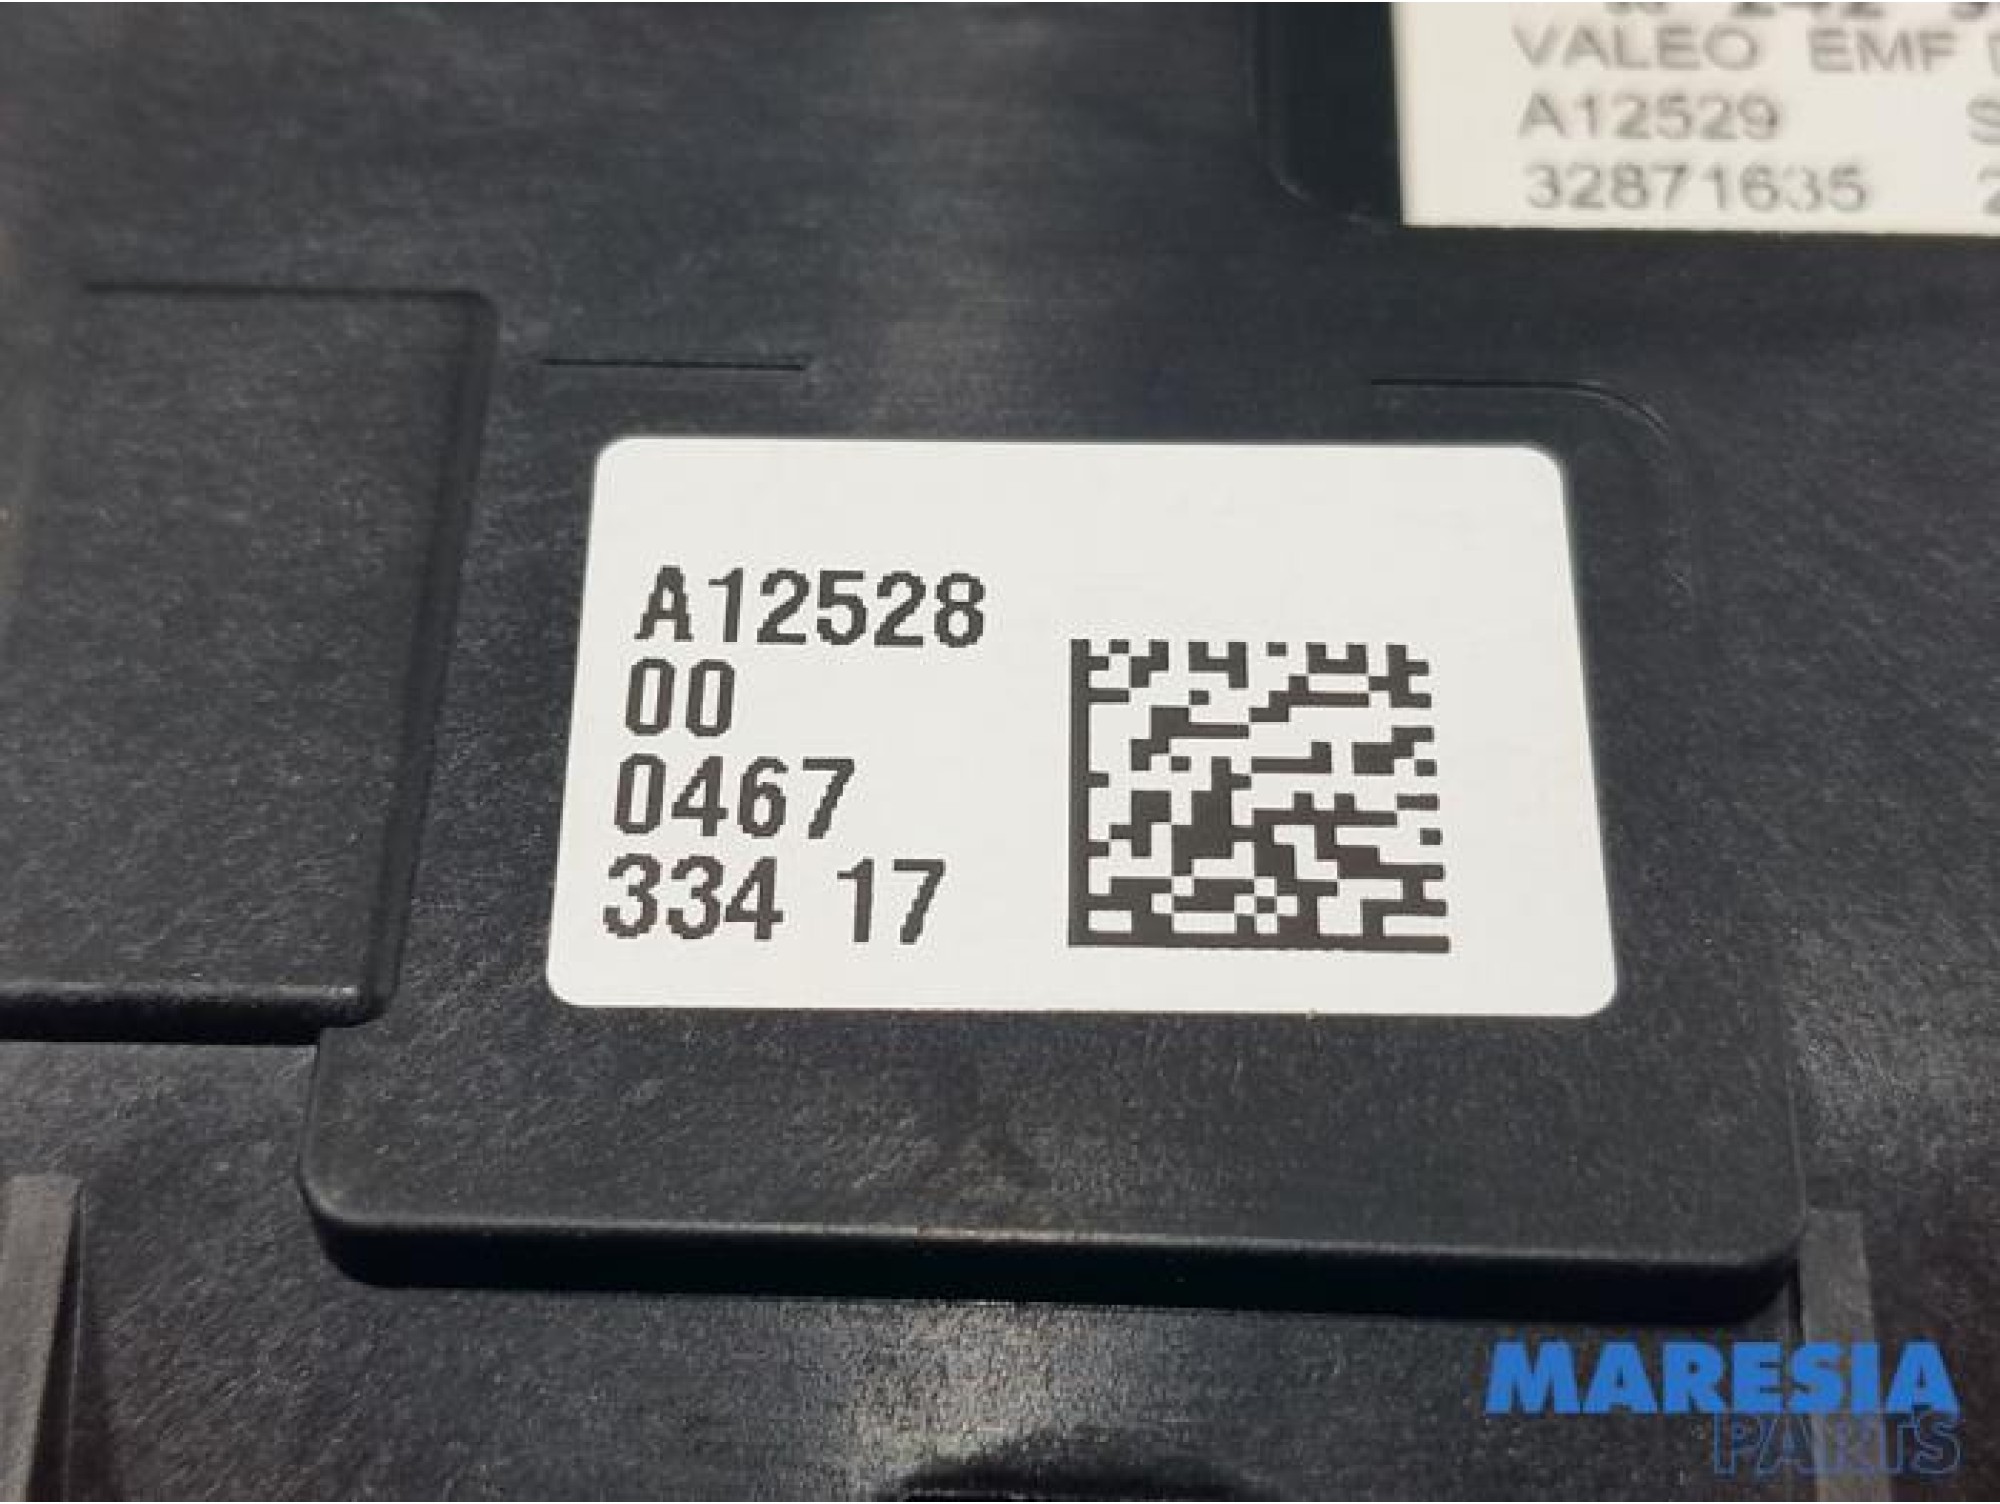 VALEO EMF
A12529
32871635
A12528
00
0467
334 17
MARESIA
PARTS